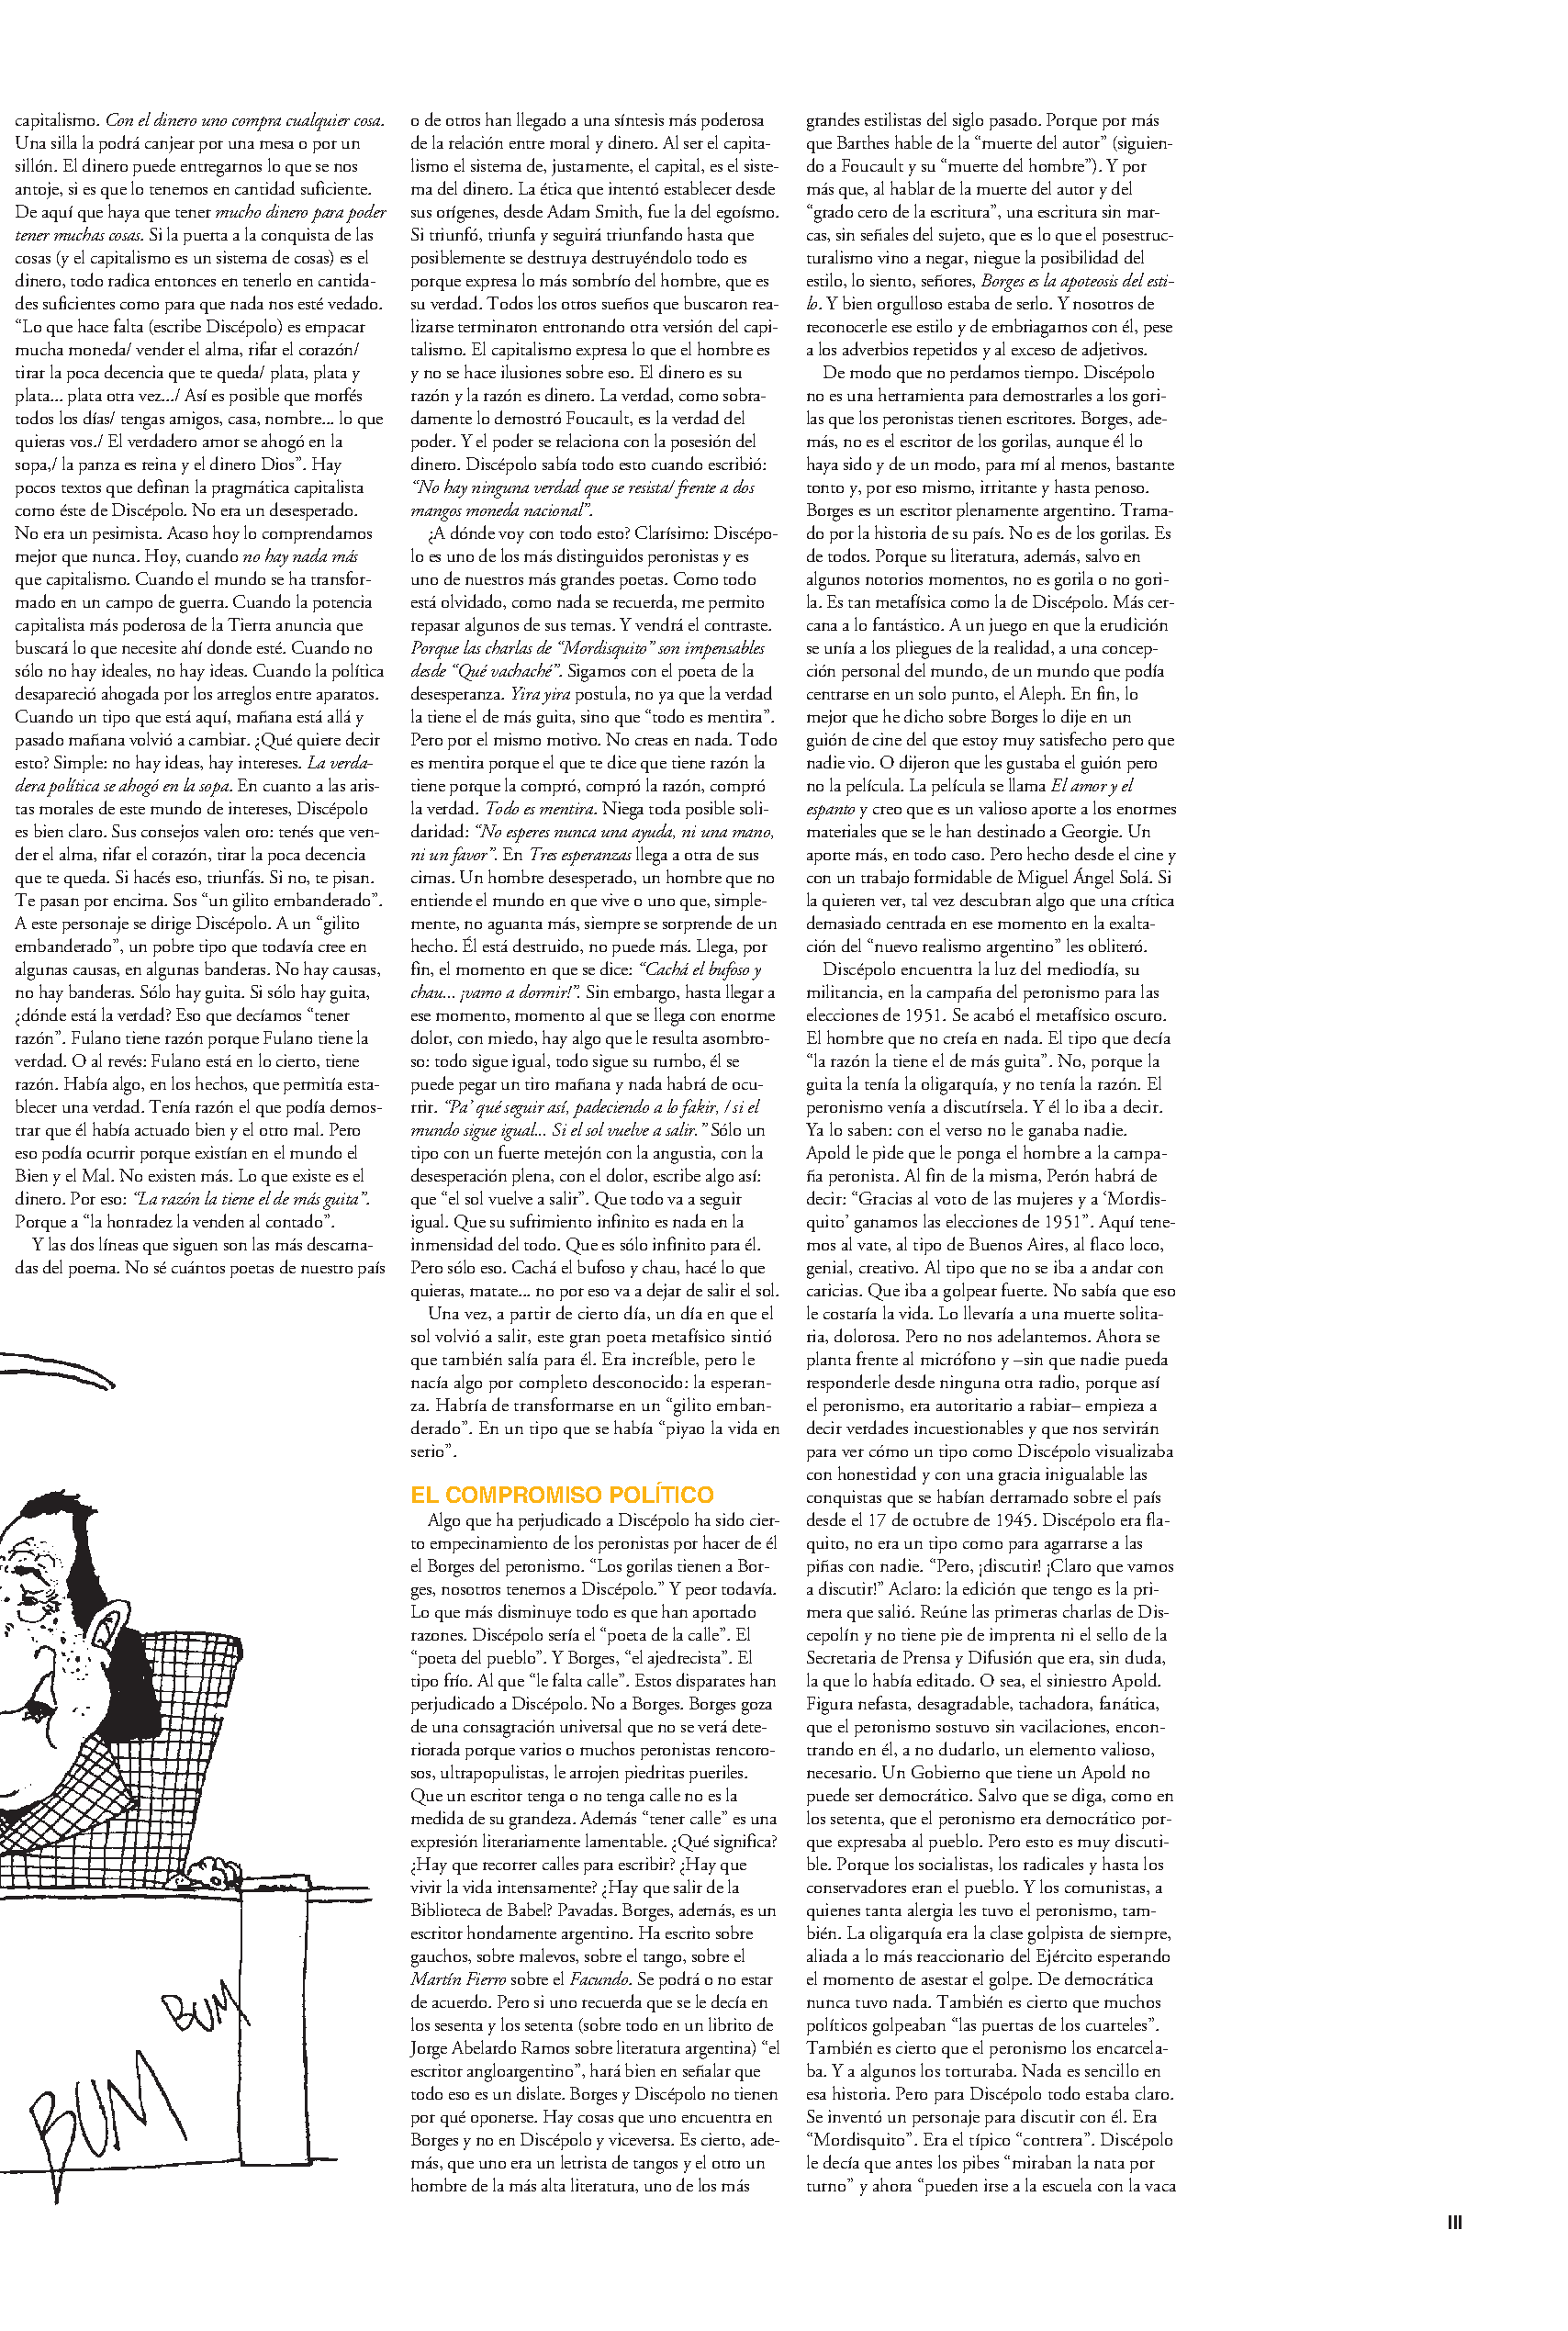 capitalismo. Con el dinero uno compra cualquier cosa.
Una silla la podrá canjear por una mesa o por un
sillón. El dinero puede entregarnos lo que se nos
antoje, si es que lo tenemos en cantidad suficiente.
De aquí que haya que tener mucho dinero para poder
tener muchas cosas. Si la puerta a la conquista de las
cosas (y el capitalismo es un sistema de cosas) es el
dinero, todo radica entonces en tenerlo en cantida-
des suficientes como para que nada nos esté vedado.
“Lo que hace falta (escribe Discépolo) es empacar
mucha moneda/ vender el alma, rifar el corazón/
tirar la poca decencia que te queda/ plata, plata y
plata... plata otra vez.../ Así es posible que morfés
todos los días/ tengas amigos, casa, nombre... lo que
quieras vos./ El verdadero amor se ahogó en la
sopa,/ la panza es reina y el dinero Dios”. Hay
pocos textos que definan la pragmática capitalista
como éste de Discépolo. No era un desesperado.
No era un pesimista. Acaso hoy lo comprendamos
mejor que nunca. Hoy, cuando no hay nada más
que capitalismo. Cuando el mundo se ha transfor-
mado en un campo de guerra. Cuando la potencia
capitalista más poderosa de la Tierra anuncia que
buscará lo que necesite ahí donde esté. Cuando no
sólo no hay ideales, no hay ideas. Cuando la política
desapareció ahogada por los arreglos entre aparatos.
Cuando un tipo que está aquí, mañana está allá y
pasado mañana volvió a cambiar. ¿Qué quiere decir
esto? Simple: no hay ideas, hay intereses. La verda-
dera política se ahogó en la sopa. En cuanto a las aris-
tas morales de este mundo de intereses, Discépolo
es bien claro. Sus consejos valen oro: tenés que ven-
der el alma, rifar el corazón, tirar la poca decencia
que te queda. Si hacés eso, triunfás. Si no, te pisan.
Te pasan por encima. Sos “un gilito embanderado”.
A este personaje se dirige Discépolo. A un “gilito
embanderado”, un pobre tipo que todavía cree en
algunas causas, en algunas banderas. No hay causas,
no hay banderas. Sólo hay guita. Si sólo hay guita,
¿dónde está la verdad? Eso que decíamos “tener
razón”. Fulano tiene razón porque Fulano tiene la
verdad. O al revés: Fulano está en lo cierto, tiene
razón. Había algo, en los hechos, que permitía esta-
blecer una verdad. Tenía razón el que podía demos-
trar que él había actuado bien y el otro mal. Pero
eso podía ocurrir porque existían en el mundo el
Bien y el Mal. No existen más. Lo que existe es el
dinero. Por eso: “La razón la tiene el de más guita”.
Porque a “la honradez la venden al contado”.
Y las dos líneas que siguen son las más descarna-
das del poema. No sé cuántos poetas de nuestro país
BUM
BUM
o de otros han llegado a una síntesis más poderosa
de la relación entre moral y dinero. Al ser el capita-
lismo el sistema de, justamente, el capital, es el siste-
ma del dinero. La ética que intentó establecer desde
sus orígenes, desde Adam Smith, fue la del egoísmo.
Si triunfó, triunfa y seguirá triunfando hasta que
posiblemente se destruya destruyéndolo todo es
porque expresa lo más sombrío del hombre, que es
su verdad. Todos los otros sueños que buscaron rea-
lizarse terminaron entronando otra versión del capi-
talismo. El capitalismo expresa lo que el hombre es
y no se hace ilusiones sobre eso. El dinero es su
razón y la razón es dinero. La verdad, como sobra-
damente lo demostró Foucault, es la verdad del
poder. Y el poder se relaciona con la posesión del
dinero. Discépolo sabía todo esto cuando escribió:
“No hay ninguna verdad que se resista/ frente a dos
mangos moneda nacional”.
¿A dónde voy con todo esto? Clarísimo: Discépo-
lo es uno de los más distinguidos peronistas y es
uno de nuestros más grandes poetas. Como todo
está olvidado, como nada se recuerda, me permito
repasar algunos de sus temas. Y vendrá el contraste.
Porque las charlas de “Mordisquito” son impensables
desde “Qué vachaché”. Sigamos con el poeta de la
desesperanza. Yira yira postula, no ya que la verdad
la tiene el de más guita, sino que “todo es mentira”.
Pero por el mismo motivo. No creas en nada. Todo
es mentira porque el que te dice que tiene razón la
tiene porque la compró, compró la razón, compró
la verdad. Todo es mentira. Niega toda posible soli-
daridad: “No esperes nunca una ayuda, ni una mano,
ni un favor”. En Tres esperanzas llega a otra de sus
cimas. Un hombre desesperado, un hombre que no
entiende el mundo en que vive o uno que, simple-
mente, no aguanta más, siempre se sorprende de un
hecho. Él está destruido, no puede más. Llega, por
fin, el momento en que se dice: “Cachá el bufoso y
chau... ¡vamo a dormir!”. Sin embargo, hasta llegar a
ese momento, momento al que se llega con enorme
dolor, con miedo, hay algo que le resulta asombro-
so: todo sigue igual, todo sigue su rumbo, él se
puede pegar un tiro mañana y nada habrá de ocu-
rrir. “Pa’ qué seguir así, padeciendo a lo fakir, / si el
mundo sigue igual... Si el sol vuelve a salir.” Sólo un
tipo con un fuerte metejón con la angustia, con la
desesperación plena, con el dolor, escribe algo así:
que “el sol vuelve a salir”. Que todo va a seguir
igual. Que su sufrimiento infinito es nada en la
inmensidad del todo. Que es sólo infinito para él.
Pero sólo eso. Cachá el bufoso y chau, hacé lo que
quieras, matate... no por eso va a dejar de salir el sol.
Una vez, a partir de cierto día, un día en que el
sol volvió a salir, este gran poeta metafísico sintió
que también salía para él. Era increíble, pero le
nacía algo por completo desconocido: la esperan-
za. Habría de transformarse en un “gilito emban-
derado”. En un tipo que se había “piyao la vida en
serio”.
EL COMPROMISO POLÍTICO
Algo que ha perjudicado a Discépolo ha sido cier-
to empecinamiento de los peronistas por hacer de él
el Borges del peronismo. “Los gorilas tienen a Bor-
ges, nosotros tenemos a Discépolo.” Y peor todavía.
Lo que más disminuye todo es que han aportado
razones. Discépolo sería el “poeta de la calle”. El
“poeta del pueblo”. Y Borges, “el ajedrecista”. El
tipo frío. Al que “le falta calle”. Estos disparates han
perjudicado a Discépolo. No a Borges. Borges goza
de una consagración universal que no se verá dete-
riorada porque varios o muchos peronistas rencoro-
sos, ultrapopulistas, le arrojen piedritas pueriles.
Que un escritor tenga o no tenga calle no es la
medida de su grandeza. Además “tener calle” es una
expresión literariamente lamentable. ¿Qué significa?
¿Hay que recorrer calles para escribir? ¿Hay que
vivir la vida intensamente? ¿Hay que salir de la
Biblioteca de Babel? Pavadas. Borges, además, es un
escritor hondamente argentino. Ha escrito sobre
gauchos, sobre malevos, sobre el tango, sobre el
Martín Fierro sobre el Facundo. Se podrá o no estar
de acuerdo. Pero si uno recuerda que se le decía en
los sesenta y los setenta (sobre todo en un librito de
Jorge Abelardo Ramos sobre literatura argentina) “el
escritor angloargentino”, hará bien en señalar que
todo eso es un dislate. Borges y Discépolo no tienen
por qué oponerse. Hay cosas que uno encuentra en
Borges y no en Discépolo y viceversa. Es cierto, ade-
más, que uno era un letrista de tangos y el otro un
hombre de la más alta literatura, uno de los más
grandes estilistas del siglo pasado. Porque por más
que Barthes hable de la “muerte del autor” (siguien-
do a Foucault y su “muerte del hombre”). Y por
más que, al hablar de la muerte del autor y del
“grado cero de la escritura”, una escritura sin mar-
cas, sin señales del sujeto, que es lo que el posestruc-
turalismo vino a negar, niegue la posibilidad del
estilo, lo siento, señores, Borges es la apoteosis del esti-
lo. Y bien orgulloso estaba de serlo. Y nosotros de
reconocerle ese estilo y de embriagarnos con él, pese
a los adverbios repetidos y al exceso de adjetivos.
De modo que no perdamos tiempo. Discépolo
no es una herramienta para demostrarles a los gori-
las que los peronistas tienen escritores. Borges, ade-
más, no es el escritor de los gorilas, aunque él lo
haya sido y de un modo, para mí al menos, bastante
tonto y, por eso mismo, irritante y hasta penoso.
Borges es un escritor plenamente argentino. Trama-
do por la historia de su país. No es de los gorilas. Es
de todos. Porque su literatura, además, salvo en
algunos notorios momentos, no es gorila o no gori-
la. Es tan metafísica como la de Discépolo. Más cer-
cana a lo fantástico. A un juego en que la erudición
se unía a los pliegues de la realidad, a una concep-
ción personal del mundo, de un mundo que podía
centrarse en un solo punto, el Aleph. En fin, lo
mejor que he dicho sobre Borges lo dije en un
guión de cine del que estoy muy satisfecho pero que
nadie vio. O dijeron que les gustaba el guión pero
no la película. La película se llama El amor y el
espanto y creo que es un valioso aporte a los enormes
materiales que se le han destinado a Georgie. Un
aporte más, en todo caso. Pero hecho desde el cine y
con un trabajo formidable de Miguel Ángel Solá. Si
la quieren ver, tal vez descubran algo que una crítica
demasiado centrada en ese momento en la exalta-
ción del “nuevo realismo argentino” les obliteró.
Discépolo encuentra la luz del mediodía, su
militancia, en la campaña del peronismo para las
elecciones de 1951. Se acabó el metafísico oscuro.
El hombre que no creía en nada. El tipo que decía
“la razón la tiene el de más guita”. No, porque la
guita la tenía la oligarquía, y no tenía la razón. El
peronismo venía a discutírsela. Y él lo iba a decir.
Ya lo saben: con el verso no le ganaba nadie.
Apold le pide que le ponga el hombre a la campa-
ña peronista. Al fin de la misma, Perón habrá de
decir: “Gracias al voto de las mujeres y a ‘Mordis-
quito’ ganamos las elecciones de 1951”. Aquí tene-
mos al vate, al tipo de Buenos Aires, al flaco loco,
genial, creativo. Al tipo que no se iba a andar con
caricias. Que iba a golpear fuerte. No sabía que eso
le costaría la vida. Lo llevaría a una muerte solita-
ria, dolorosa. Pero no nos adelantemos. Ahora se
planta frente al micrófono y –sin que nadie pueda
responderle desde ninguna otra radio, porque así
el peronismo, era autoritario a rabiar– empieza a
decir verdades incuestionables y que nos servirán
para ver cómo un tipo como Discépolo visualizaba
con honestidad y con una gracia inigualable las
conquistas que se habían derramado sobre el país
desde el 17 de octubre de 1945. Discépolo era fla-
quito, no era un tipo como para agarrarse a las
piñas con nadie. “Pero, ¡discutir! ¡Claro que vamos
a discutir!” Aclaro: la edición que tengo es la pri-
mera que salió. Reúne las primeras charlas de Dis-
cepolín y no tiene pie de imprenta ni el sello de la
Secretaria de Prensa y Difusión que era, sin duda,
la que lo había editado. O sea, el siniestro Apold.
Figura nefasta, desagradable, tachadora, fanática,
que el peronismo sostuvo sin vacilaciones, encon-
trando en él, a no dudarlo, un elemento valioso,
necesario. Un Gobierno que tiene un Apold no
puede ser democrático. Salvo que se diga, como en
los setenta, que el peronismo era democrático por-
que expresaba al pueblo. Pero esto es muy discuti-
ble. Porque los socialistas, los radicales y hasta los
conservadores eran el pueblo. Y los comunistas, a
quienes tanta alergia les tuvo el peronismo, tam-
bién. La oligarquía era la clase golpista de siempre,
aliada a lo más reaccionario del Ejército esperando
el momento de asestar el golpe. De democrática
nunca tuvo nada. También es cierto que muchos
políticos golpeaban “las puertas de los cuarteles”.
También es cierto que el peronismo los encarcela-
ba. Y a algunos los torturaba. Nada es sencillo en
esa historia. Pero para Discépolo todo estaba claro.
Se inventó un personaje para discutir con él. Era
“Mordisquito”. Era el típico “contrera”. Discépolo
le decía que antes los pibes “miraban la nata por
turno” y ahora “pueden irse a la escuela con la vaca
III